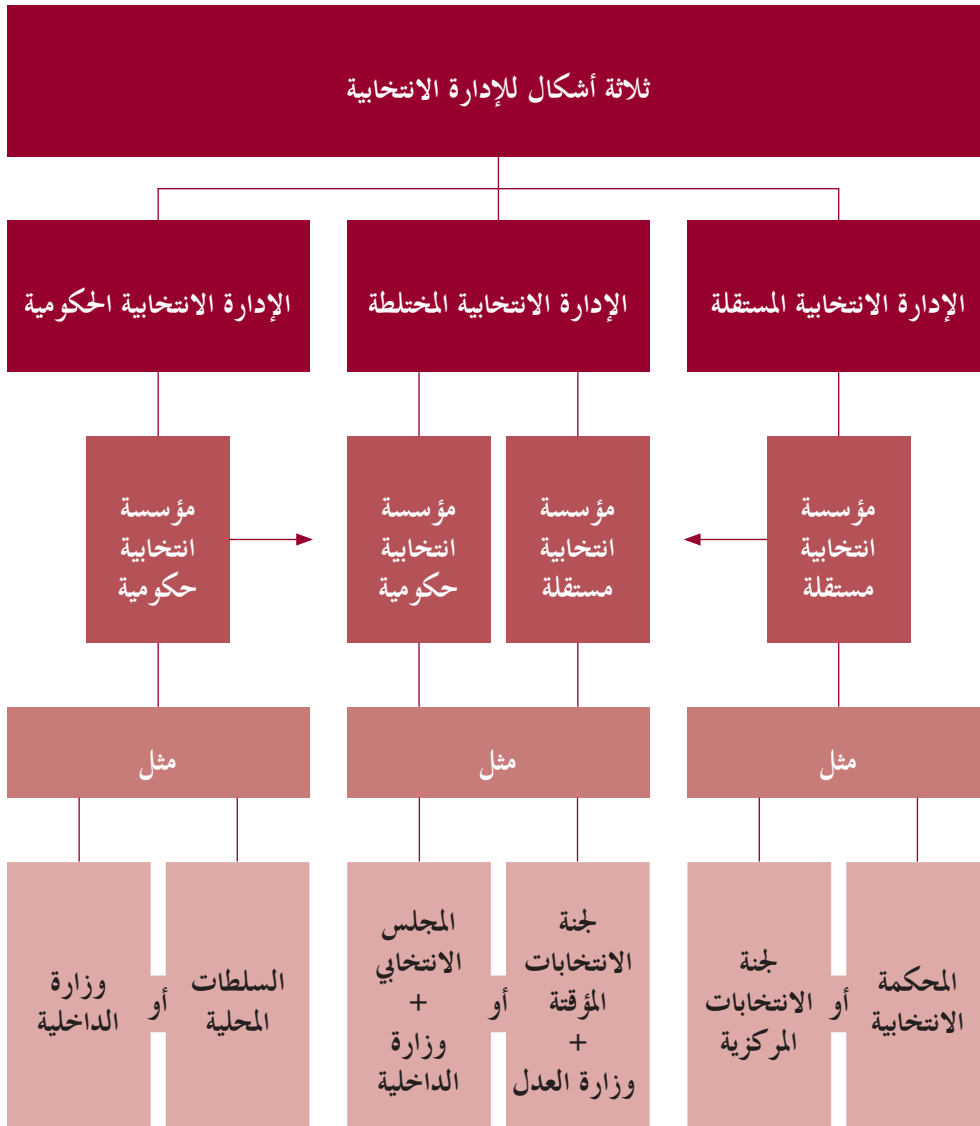 ثلاثة أشكال للإدارة الانتخابية
الإدارة الانتخابية المستقلة
الإدارة الانتخابية المختلطة
الإدارة الانتخابية الحكومية
مؤسسة
انتخابية
مستقلة
مؤسسة
انتخابية
مستقلة
مؤسسة
انتخابية
حكومية
مؤسسة
انتخابية
حكومية
مثل
مثل
مثل
المحكمة
الانتخابية
أو
لجنة
الانتخابات
المركزية
لجنة
الانتخابات
المؤقتة
+
وزارة العدل
أو
المجلس
الانتخابي
+
وزارة
الداخلية
السلطات
المحلية
أو
وزارة
الداخلية